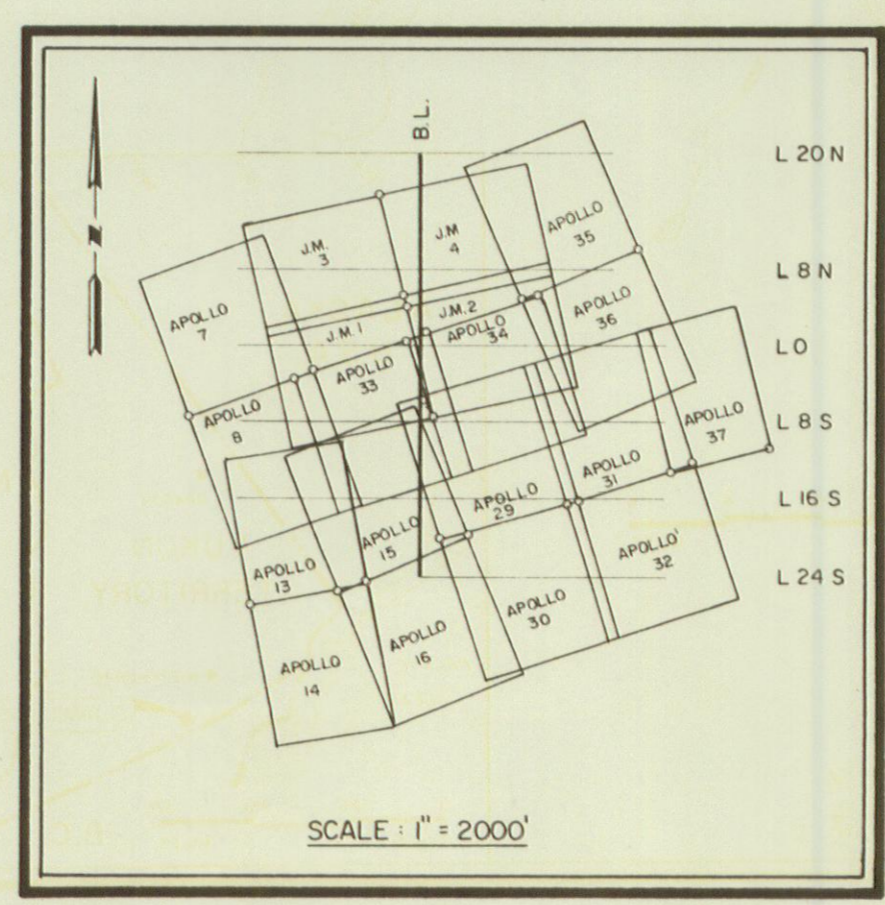 B.L.
L 20 N
N
J.M.
3
J.M
4
APOLLO
35
L 8 N
APOLLO
7
J.M. 1
J.M. 2
APOLLO
34
APOLLO
36
L 0
APOLLO
33
APOLLO
8
APOLLO
37
L 8 S
APOLLO
29
APOLLO
31
L 16 S
APOLLO
15
APOLLO
13
APOLLO'
32
L 24 S
APOLLO
30
APOLLO
16
APOLLO
14
SCALE : 1" = 2000'